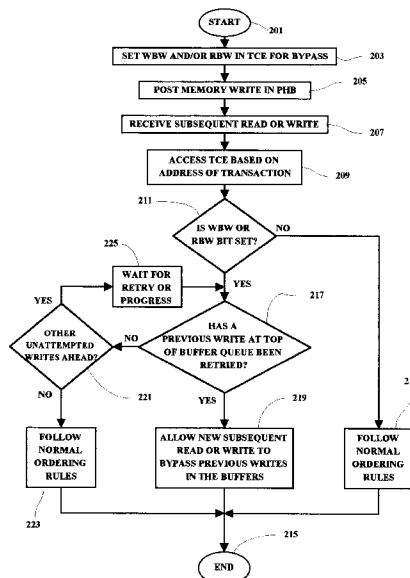 START
201
SET WBW AND/OR RBW IN TCE FOR BYPASS
203
POST MEMORY WRITE IN PHB
205
RECEIVE SUBSEQUENT READ OR WRITE
207
ACCESS TCE BASED ON
ADDRESS OF TRANSACTION
209
211
IS WBW OR
RBW BIT SET?
NO
YES
225
WAIT FOR
RETRY OR
PROGRESS
217
HAS A
PREVIOUS WRITE AT TOP
OF BUFFER QUEUE BEEN
RETRIED?
NO
YES
YES
OTHER
UNATTEMPTED
WRITES AHEAD?
221
NO
219
ALLOW NEW SUBSEQUENT
READ OR WRITE TO
BYPASS PREVIOUS WRITES
IN THE BUFFERS
FOLLOW
NORMAL
ORDERING
RULES
223
FOLLOW
NORMAL
ORDERING
RULES
END
215